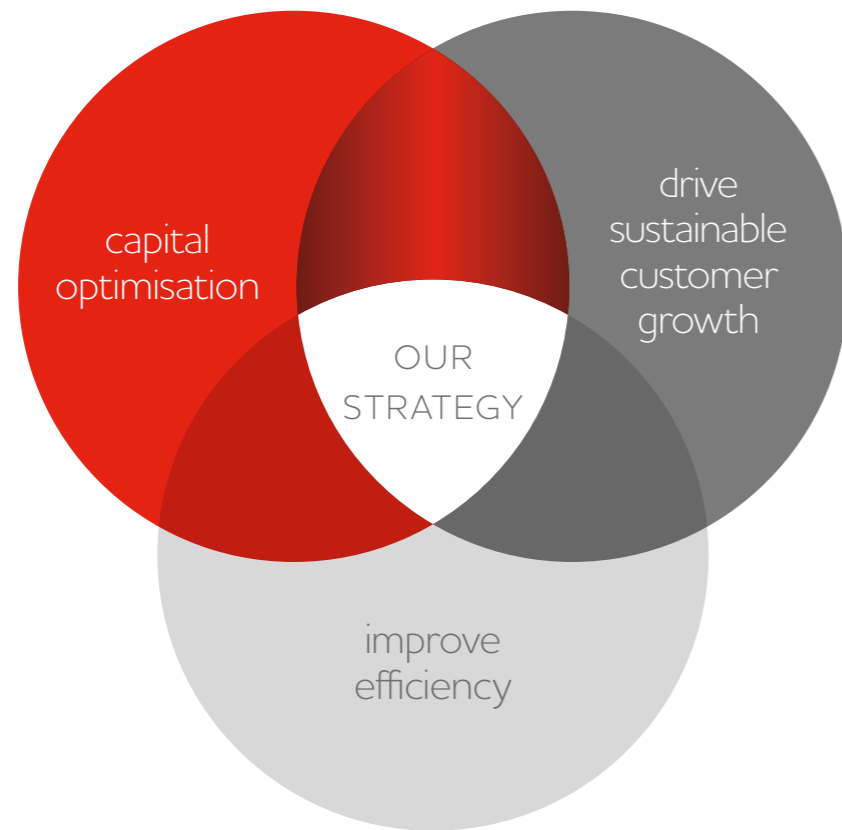 capital
optimisation
drive
sustainable
customer
growth
OUR
STRATEGY
improve
efficiency